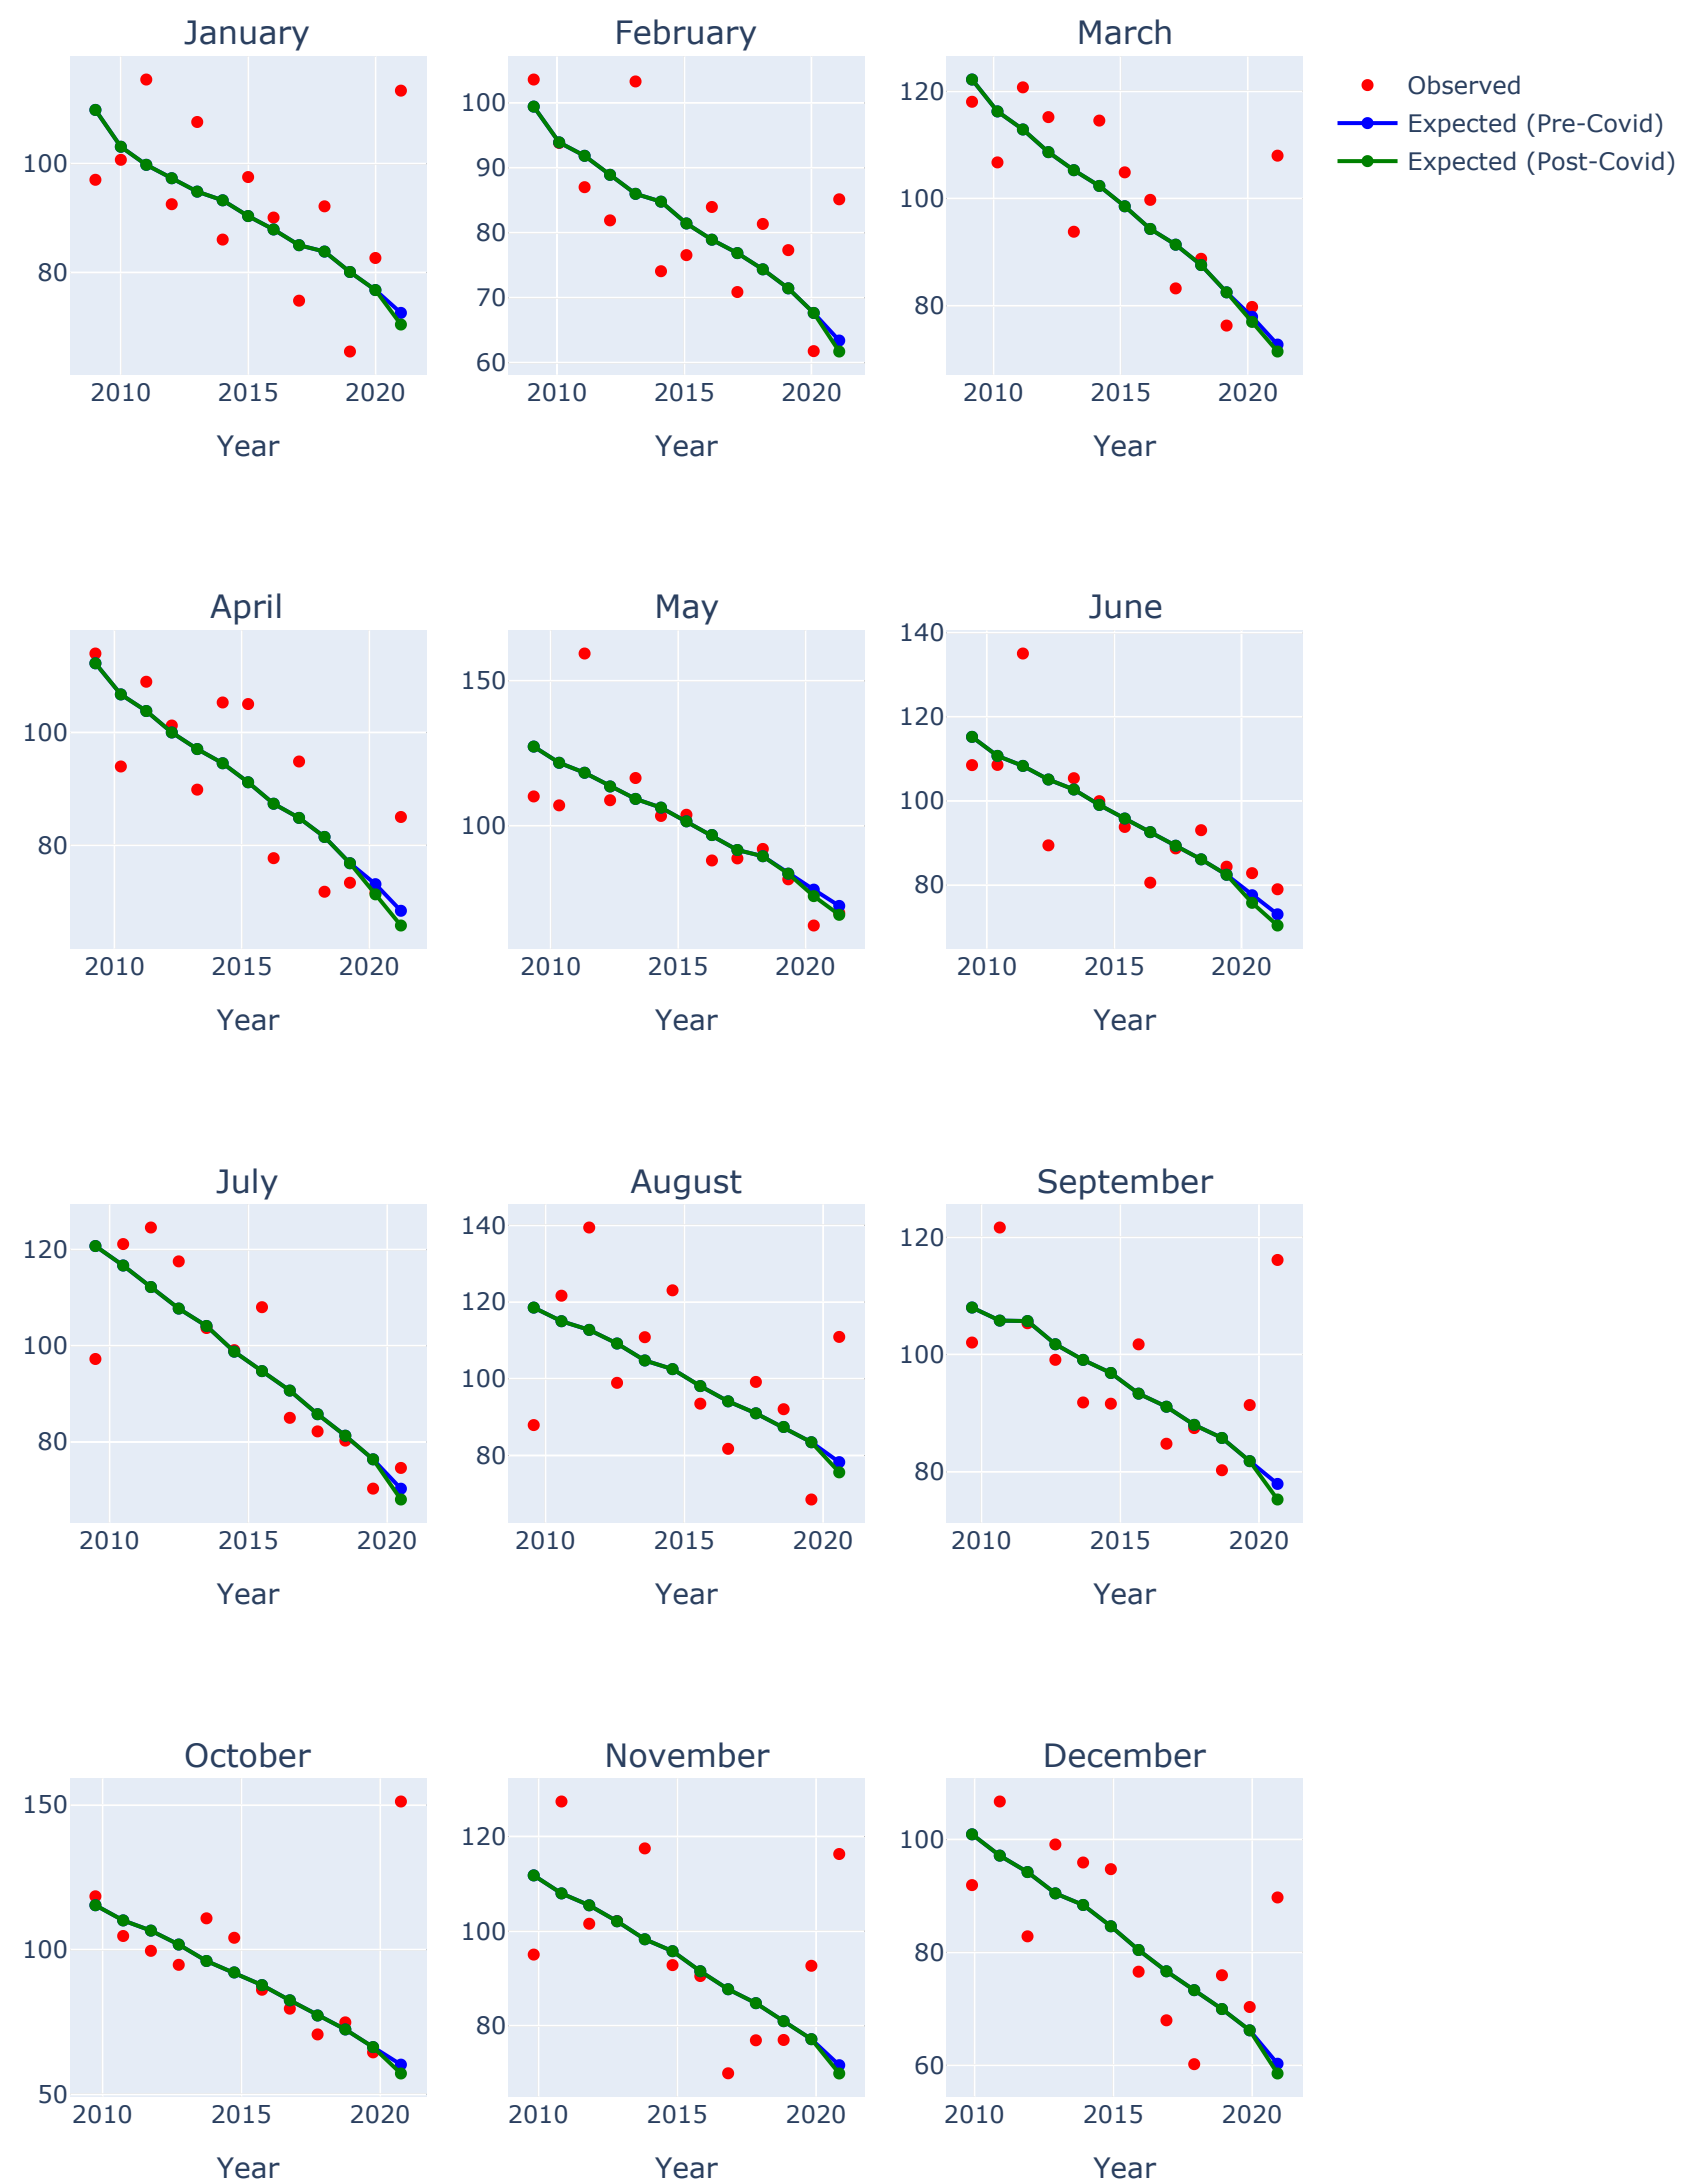 January
February
March
Observed
Expected (Pre-Covid)
Expected (Post-Covid)
100
80
2010 2015 2020
Year
100
90
80
70
60
2010 2015 2020
Year
120
100
80
2010 2015 2020
Year
April
May
June
100
80
2010 2015 2020
Year
150
100
2010 2015 2020
Year
140
120
100
80
2010 2015 2020
Year
July
August
September
120
100
80
2010 2015 2020
Year
140
120
100
80
2010 2015 2020
Year
120
100
80
2010 2015 2020
Year
October
November
December
150
100
50
2010 2015 2020
Year
120
100
80
2010 2015 2020
Year
100
80
60
2010 2015 2020
Year